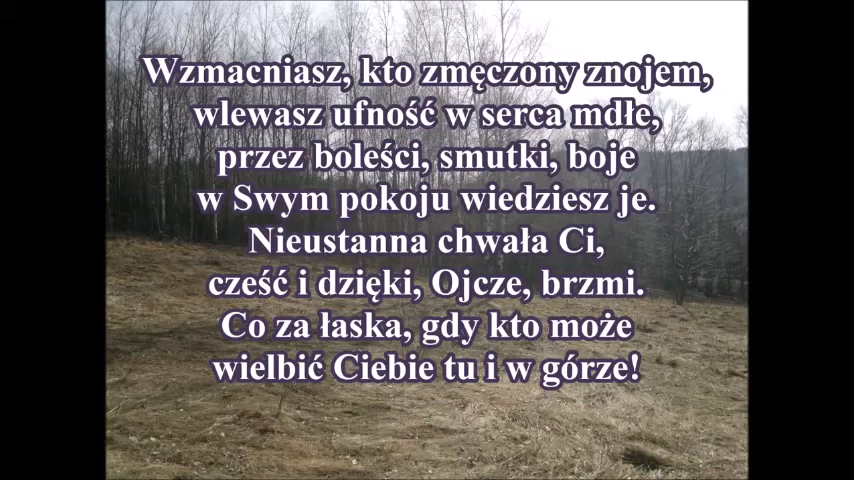 Wzmacniasz, kto zmęczony znojem,
wlewasz ufność w serca mdłe,
przez boleści, smutki, boje
w Swym pokoju wiedziesz je.
Nieustanna chwała Ci,
cześć i dzięki, Ojcze, brzmi.
Co za łaska, gdy kto może
wielbić Ciebie tu i w górze!